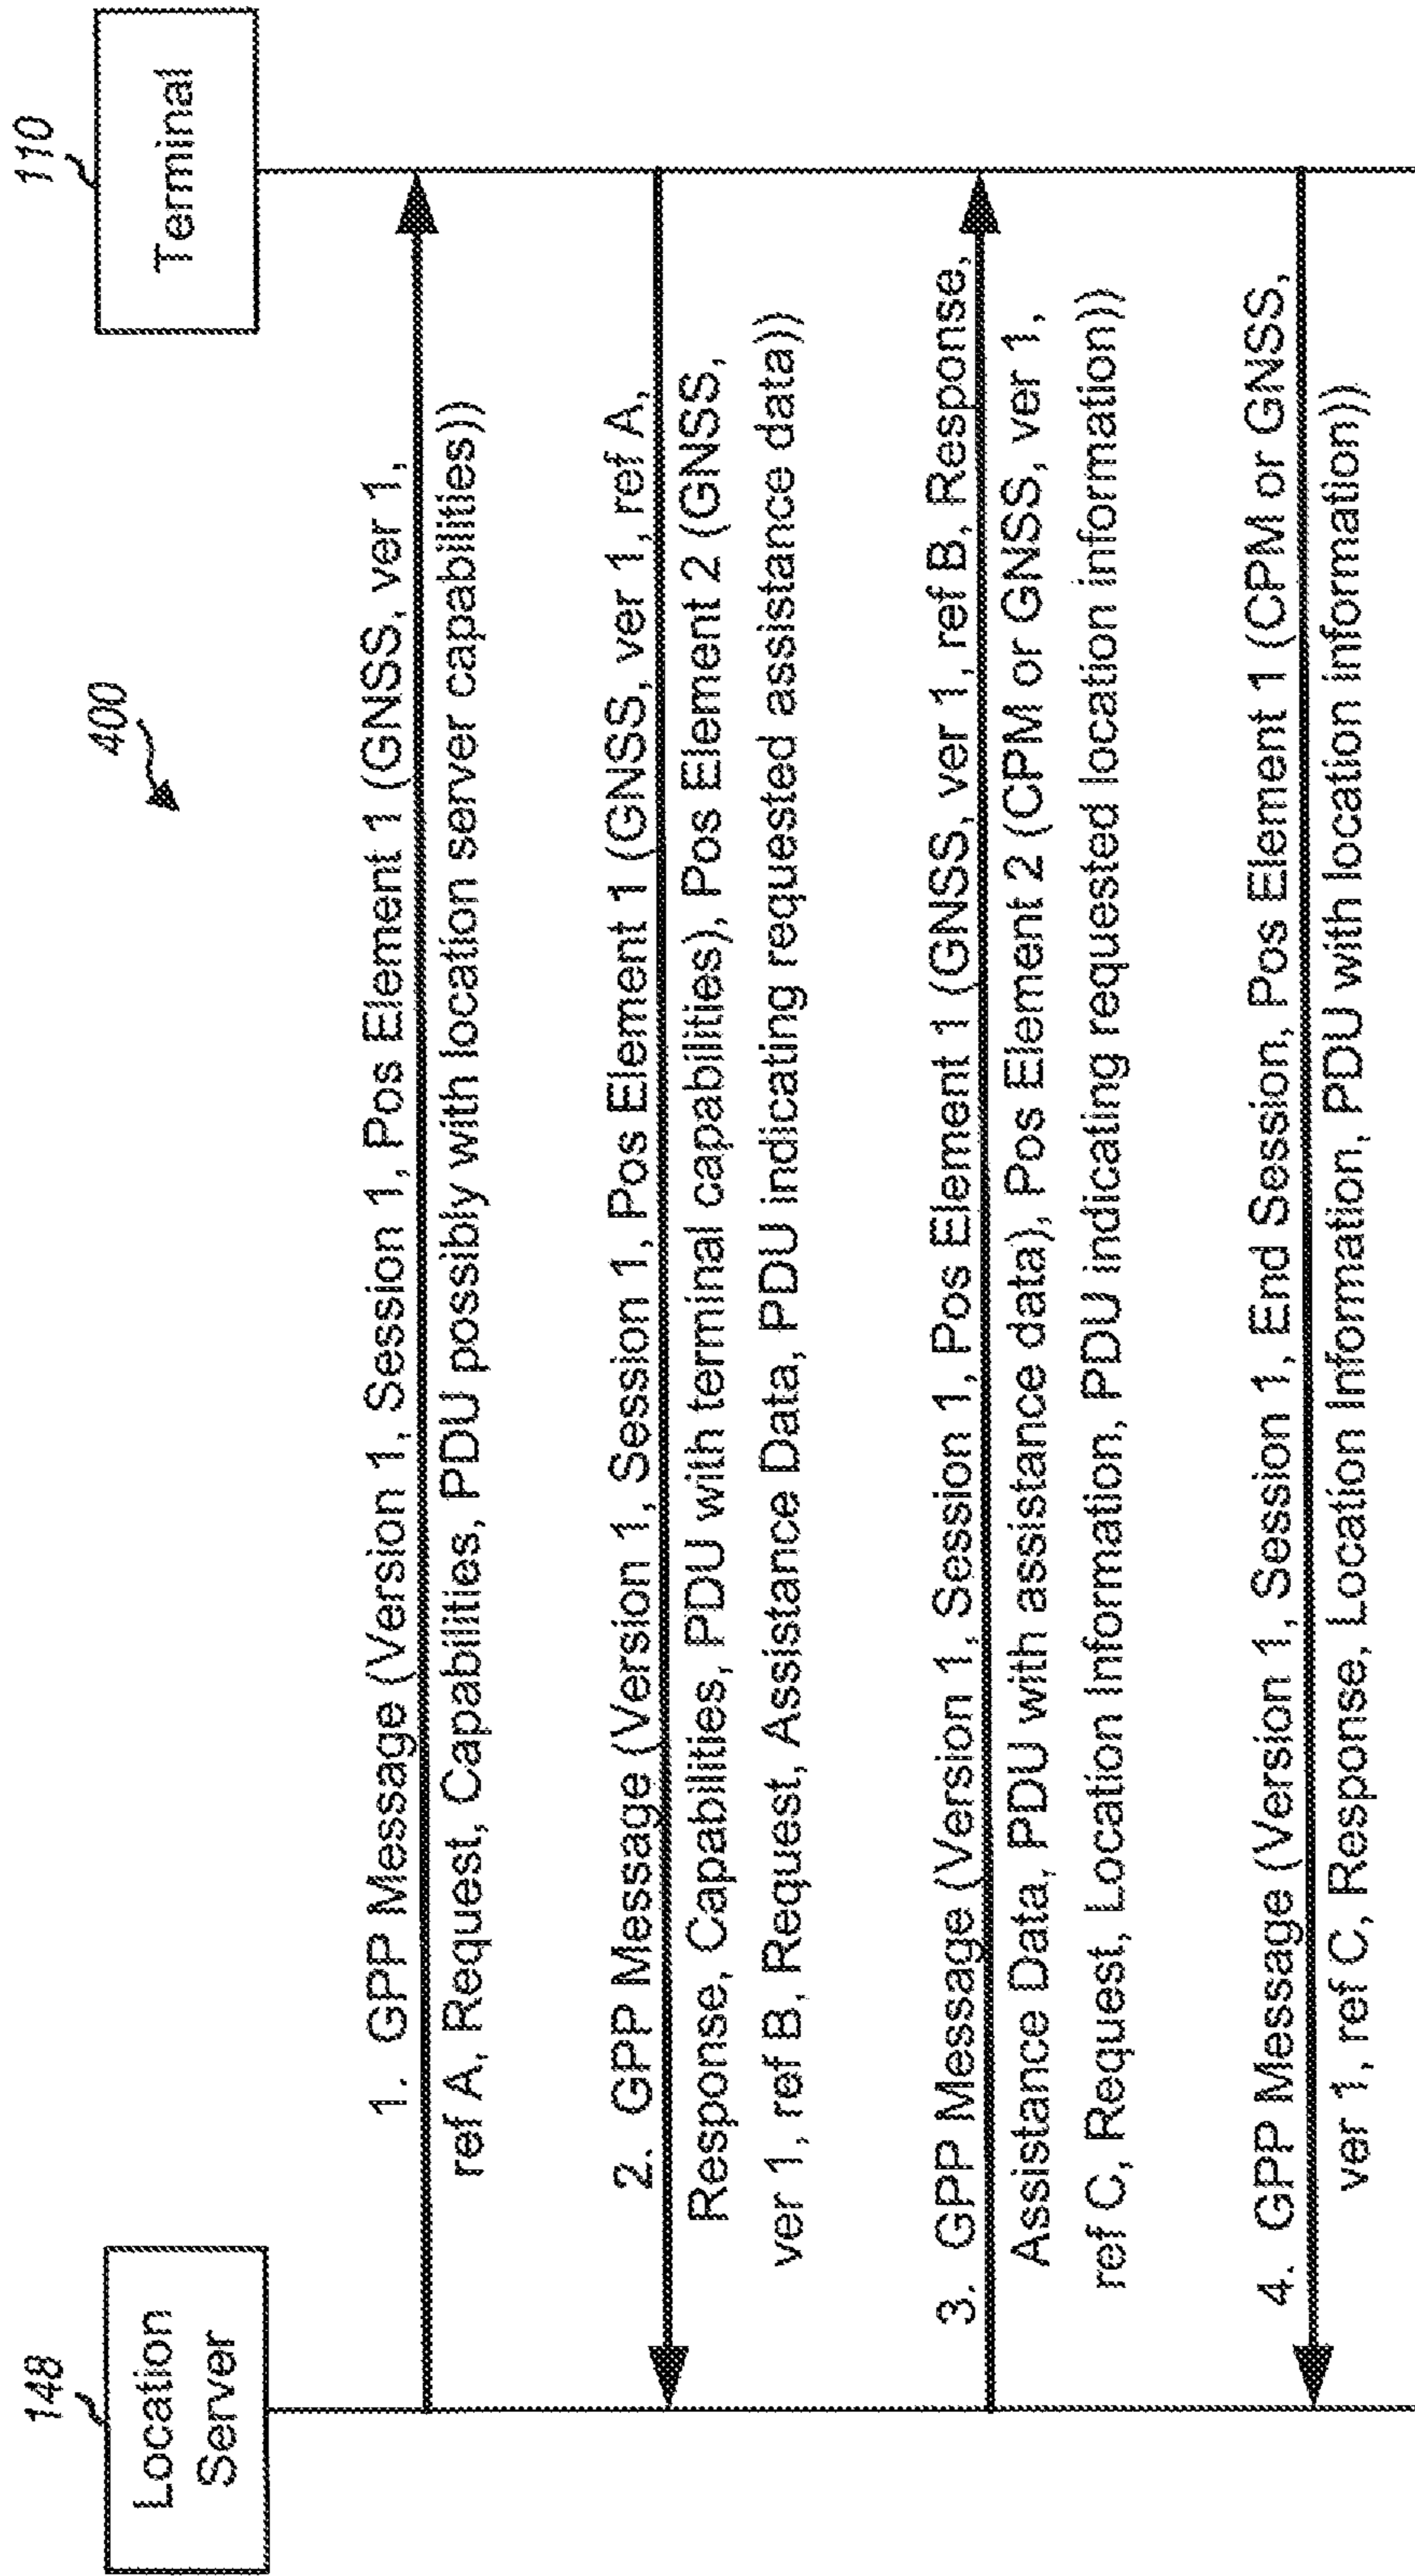 148
Location
Server
110
Terminal
400
1. GPP Message (Version 1, Session 1, Pos Element 1 (GNSS, ver 1,
ref A, Request, Capabilities, PDU possibly with location server capabilities))
2. GPP Message (Version 1, Session 1, Pos Element 1 (GNSS, ver 1, ref A,
Response, Capabilities, PDU with terminal capabilities), Pos Element 2 (GNSS,
ver 1, ref B, Request, Assistance Data, PDU indicating requested assistance data))
3. GPP Message (Version 1, Session 1, Pos Element 1 (GNSS, ver 1, ref B, Response,
Assistance Data, PDU with assistance data), Pos Element 2 (CPM or GNSS, ver 1,
ref C, Request, Location Information, PDU indicating requested location information))
4. GPP Message (Version 1, Session 1, End Session, Pos Element 1 (CPM or GNSS,
ver 1, ref C, Response, Location Information, PDU with location information))